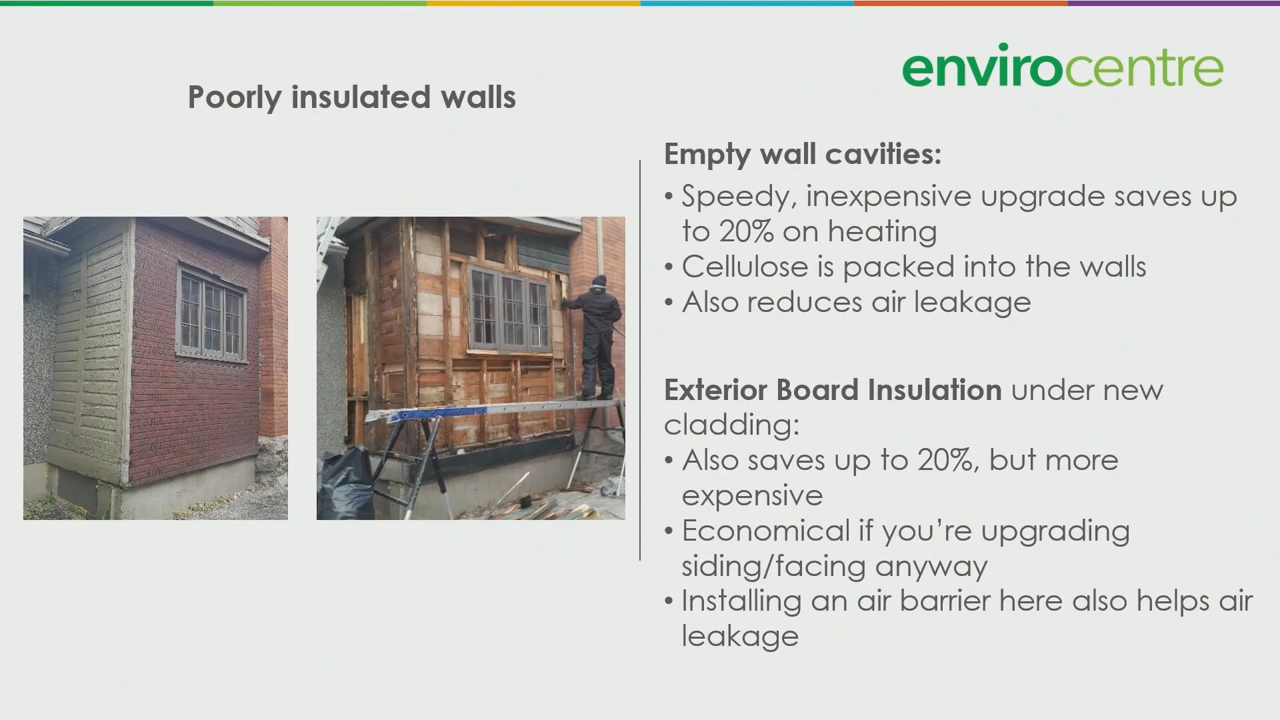 envirocentre
Poorly insulated walls
Empty wall cavities:
• Speedy, inexpensive upgrade saves up
to 20% on heating
• Cellulose is packed into the walls
• Also reduces air leakage
Exterior Board Insulation under new
cladding:
• Also saves up to 20%, but more
expensive
• Economical if you’re upgrading
siding/facing anyway
• Installing an air barrier here also helps air
leakage